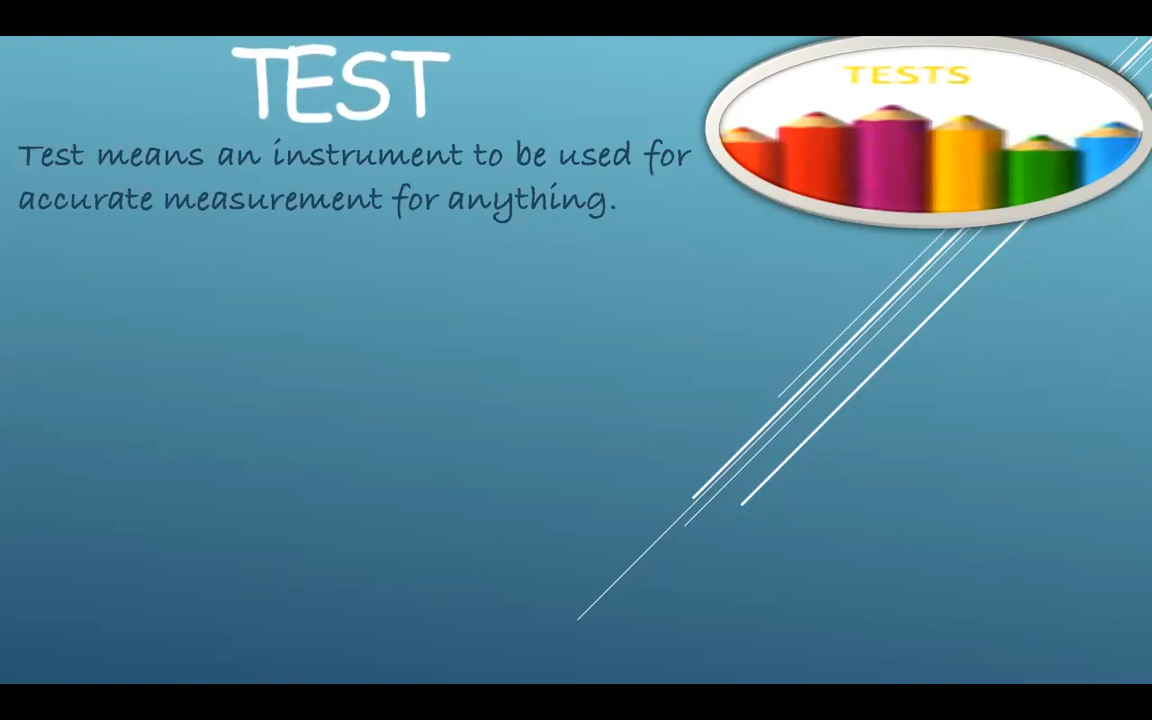 TEST
TESTS
Test means an instrument to be used for
accurate measurement for anything.